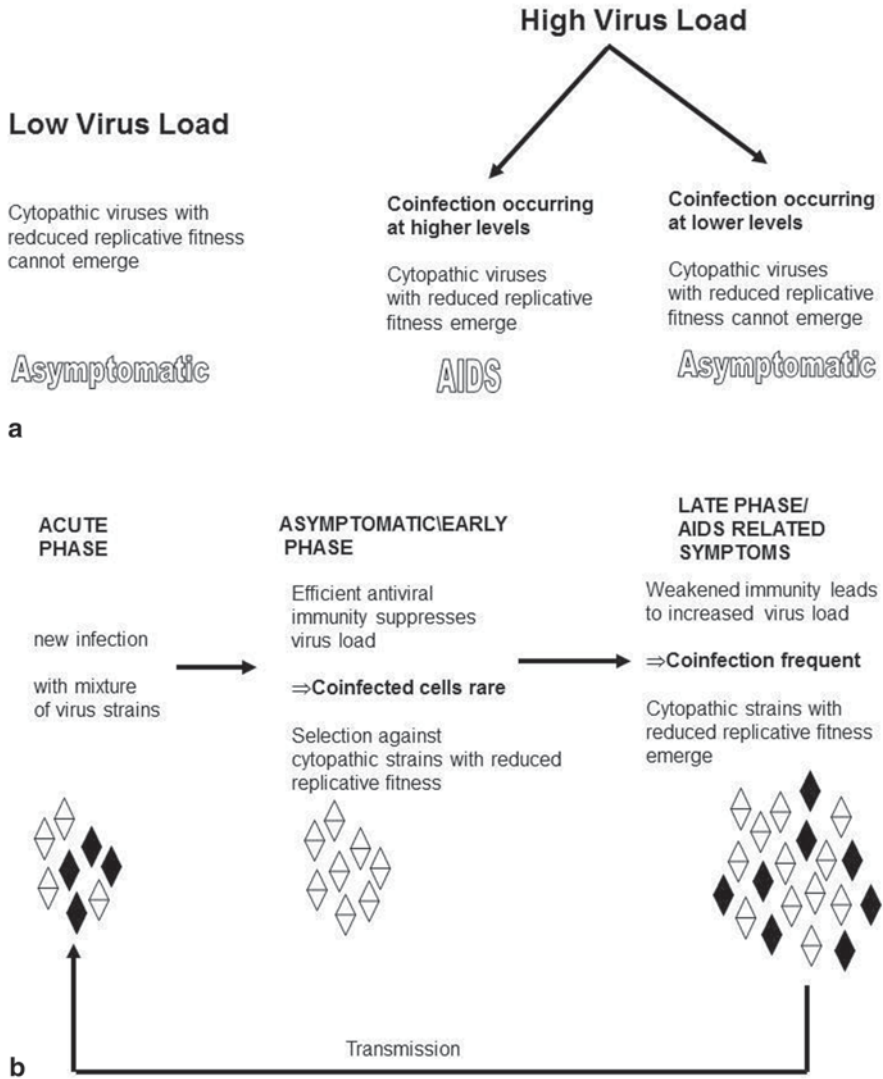 High Virus Load
Low Virus Load
Cytopathic viruses with
redcuced replicative fitness
cannot emerge
Asymptomatic
Coinfection occurring
at higher levels
Cytopathic viruses
with reduced replicative
fitness emerge
AIDS
Coinfection occurring
at lower levels
Cytopathic viruses
with reduced replicative
fitness cannot emerge
Asymptomatic
a
ACUTE
PHASE
new infection
with mixture
of virus strains
ASYMPTOMATIC\EARLY
PHASE
Efficient antiviral
immunity suppresses
virus load
⇒Coinfected cells rare
Selection against
cytopathic strains with reduced
replicative fitness
LATE PHASE/
AIDS RELATED
SYMPTOMS
Weakened immunity leads
to increased virus load
⇒Coinfection frequent
Cytopathic strains with
reduced replicative fitness
emerge
Transmission
b